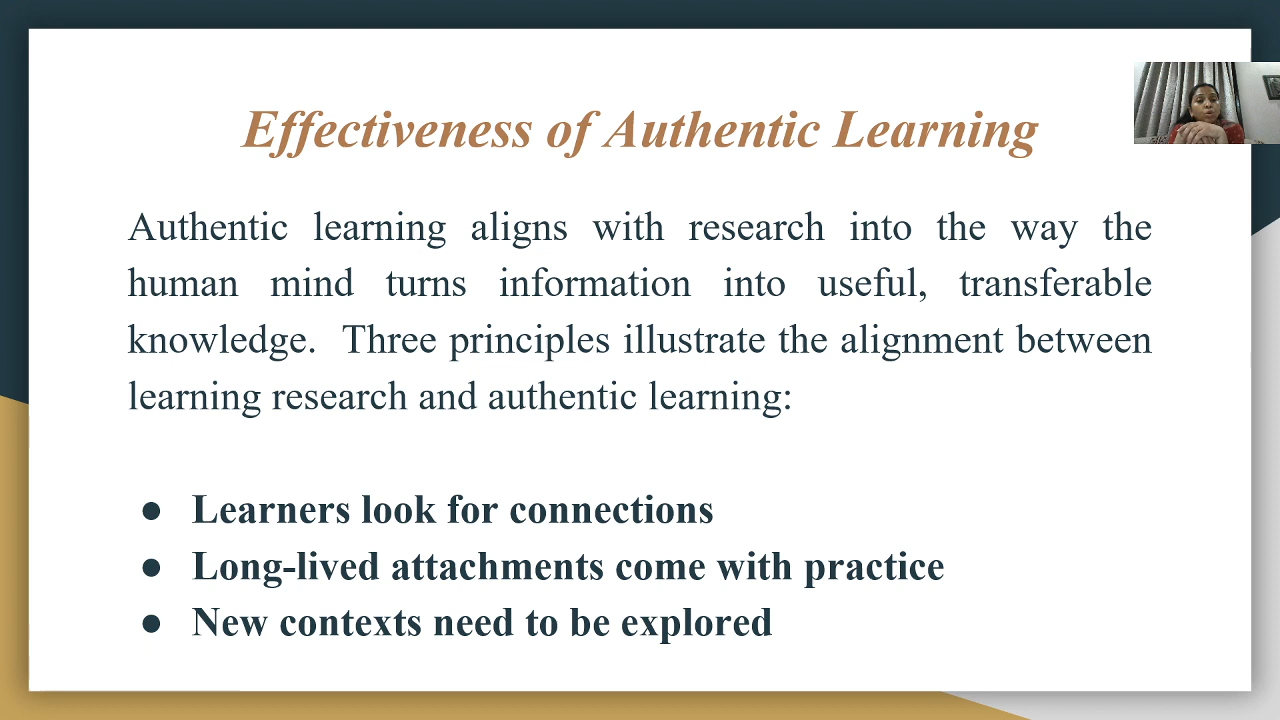 Effectiveness of Authentic Learning
Authentic learning aligns with research into the way the
human mind turns information into useful, transferable
knowledge. Three principles illustrate the alignment between
learning research and authentic learning:
● Learners look for connections
● Long-lived attachments come with practice
● New contexts need to be explored